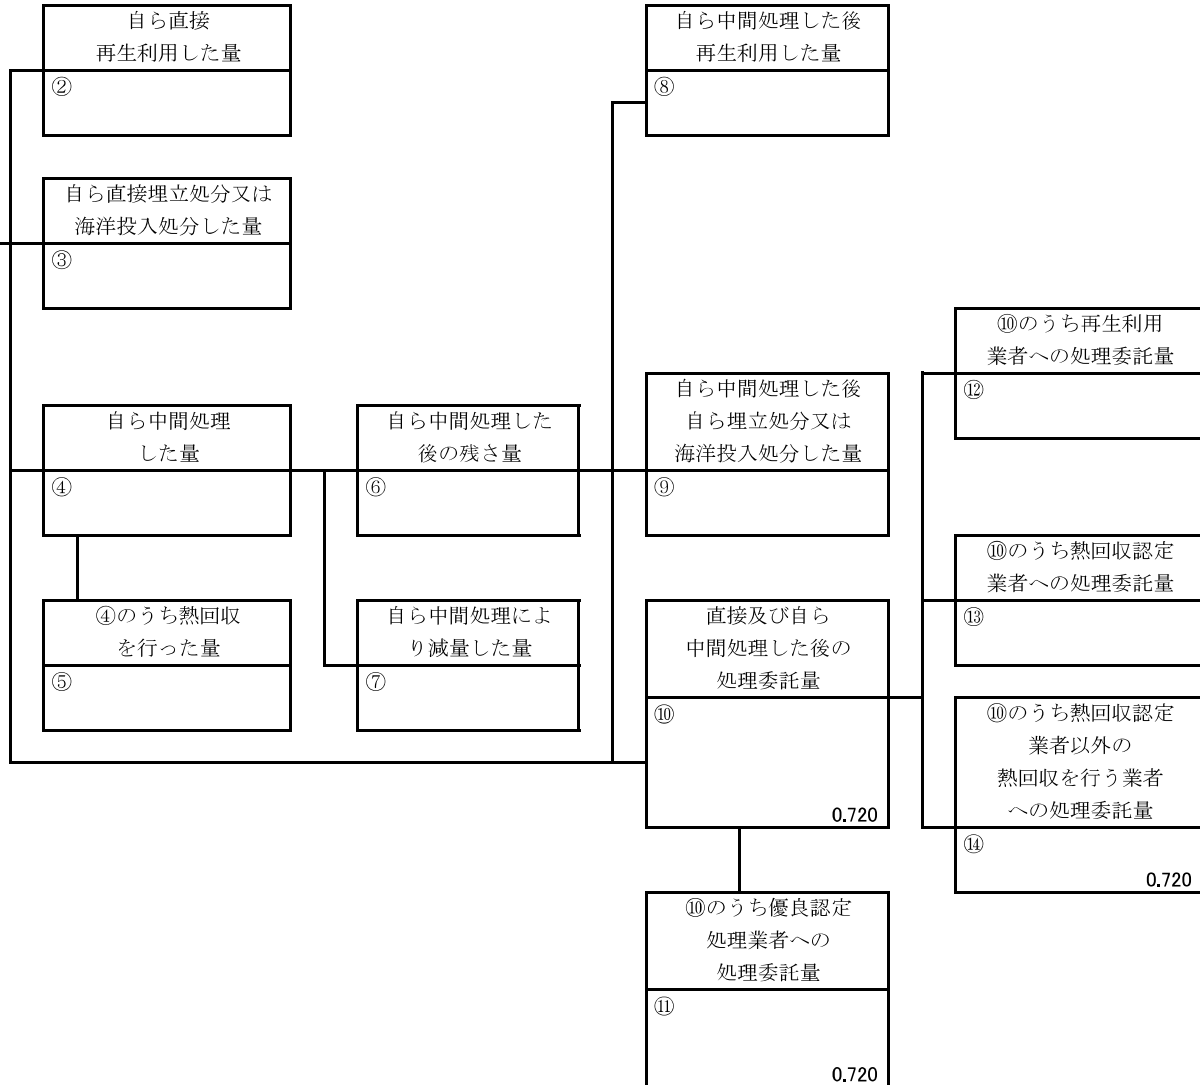 自ら直接
再生利用した量
②
自ら中間処理した後
再生利用した量
⑧
自ら直接埋立処分又は
海洋投入処分した量
③
⑩のうち再生利用
業者への処理委託量
⑫
自ら中間処理
した量
④
自ら中間処理した
後の残さ量
⑥
自ら中間処理した後
自ら埋立処分又は
海洋投入処分した量
⑨
⑩のうち熱回収認定
業者への処理委託量
⑬
④のうち熱回収
を行った量
⑤
自ら中間処理によ
り減量した量
⑦
直接及び自ら
中間処理した後の
処理委託量
⑩
0.720
⑩のうち熱回収認定
業者以外の
熱回収を行う業者
への処理委託量
⑭
0.720
⑩のうち優良認定
処理業者への
処理委託量
⑪
0.720